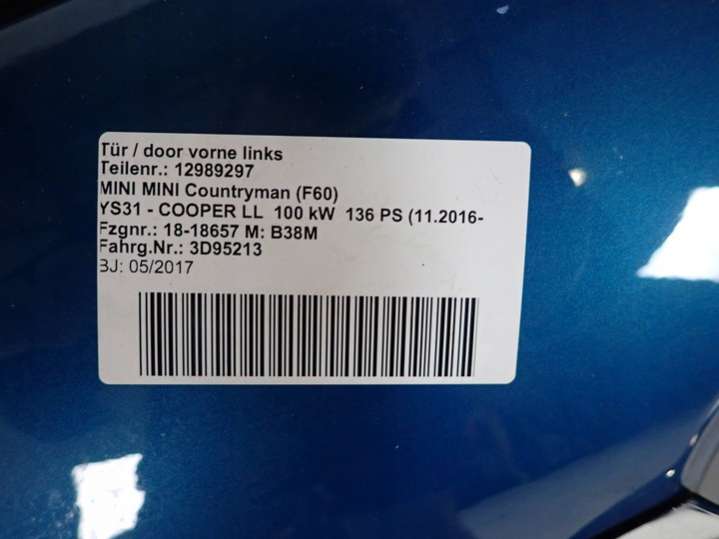 Tür / door vorne links
Teilenr.: 12989297
MINI MINI Countryman (F60)
YS31 - COOPER LL 100 kW 136 PS (11.2016-
Fzgnr.: 18-18657 M: B38M
Fahrg.Nr.: 3D95213
BJ: 05/2017